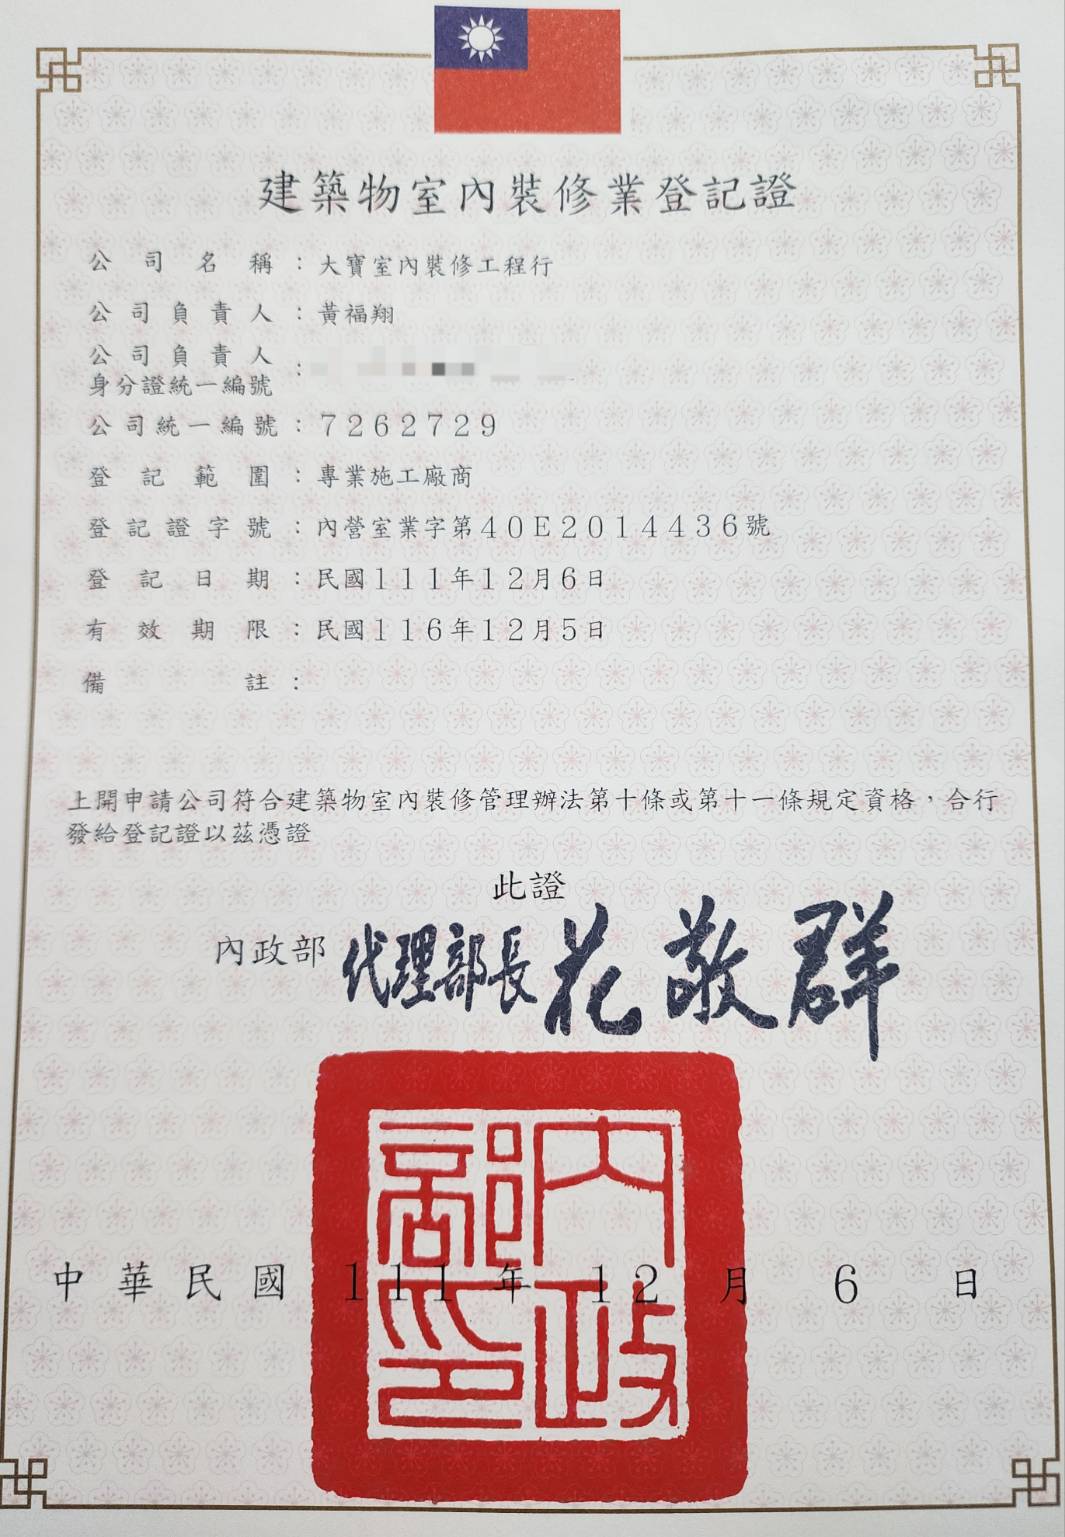 建築物室內裝修業登記證
公司名稱：大寶室內裝修工程行
公司負責人：黃福翔
公司負責人
身分證統一編號：
公司統一編號：7262729
登記範圍：專業施工廠商
登記證字號：內營室業字第40E2014436號
登記日期：民國111年12月6日
有效期限：民國116年12月5日
備註：
上開申請公司符合建築物室內裝修管理辦法第十條或第十一條規定資格，合行
發給登記證以茲憑證
此證
內政部 代理部長 花敬群
內政部印
中華民國111年12月6日